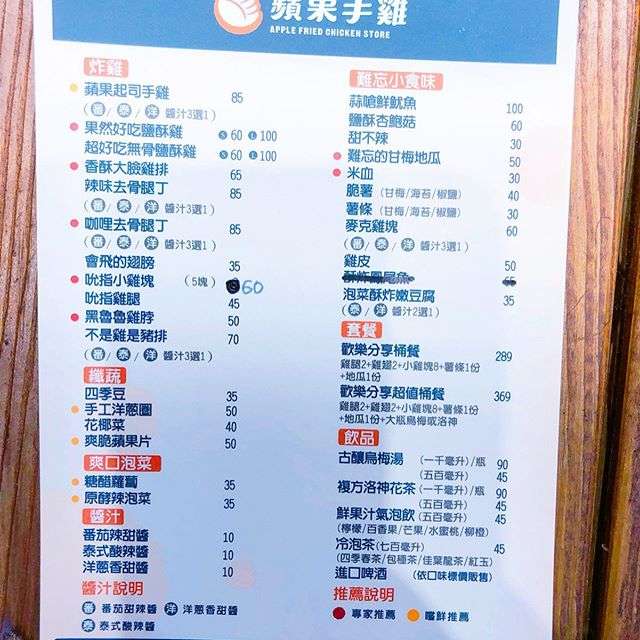 蘋果手雞
APPLE FRIED CHICKEN STORE
炸雞
蘋果起司手雞 85
(番/泰/洋 醬汁3選1)
果然好吃鹽酥雞 S 60 L 100
超好吃無骨鹽酥雞 S 60 L 100
香酥大臉雞排 65
辣味去骨腿丁 85
(番/泰/洋 醬汁3選1)
咖哩去骨腿丁 85
(番/泰/洋 醬汁3選1)
會飛的翅膀 35
吮指小雞塊 (5塊) 60
吮指雞腿 45
黑魯魯雞脖 50
不是雞是豬排 70
(番/泰/洋 醬汁3選1)
纖蔬
四季豆 35
手工洋蔥圈 50
花椰菜 40
爽脆蘋果片 50
爽口泡菜
糖醋蘿蔔 35
原酵辣泡菜 35
醬汁
番茄辣甜醬 10
泰式酸辣醬 10
洋蔥香甜醬 10
醬汁說明
番 番茄甜辣醬 洋 洋蔥香甜醬
泰 泰式酸辣醬
難忘小食味
蒜嗆鮮魷魚 100
鹽酥杏鮑菇 60
甜不辣 30
難忘的甘梅地瓜 50
米血 30
脆薯 (甘梅/海苔/椒鹽) 40
薯條 (甘梅/海苔/椒鹽) 30
麥克雞塊 60
(番/泰/洋 醬汁3選1)
雞皮 50
酥炸鳳尾魚 65
泡菜酥炸嫩豆腐 35
(泰/洋 醬汁2選1)
套餐
歡樂分享桶餐 289
雞腿2+雞翅2+小雞塊8+薯條1份
+地瓜1份
歡樂分享超值桶餐 369
雞腿2+雞翅2+小雞塊8+薯條1份
+地瓜1份+大瓶烏梅或洛神
飲品
古釀烏梅湯 (一千毫升)/瓶 90
(五百毫升) 45
複方洛神花茶 (一千毫升)/瓶 90
(五百毫升) 45
鮮果汁氣泡飲 (五百毫升) 45
(檸檬/百香果/芒果/水蜜桃/柳橙)
冷泡茶 (七百毫升) 45
(四季春茶/包種茶/佳葉龍茶/紅玉)
進口啤酒 (依口味標價販售)
推薦說明
專家推薦 嚐鮮推薦